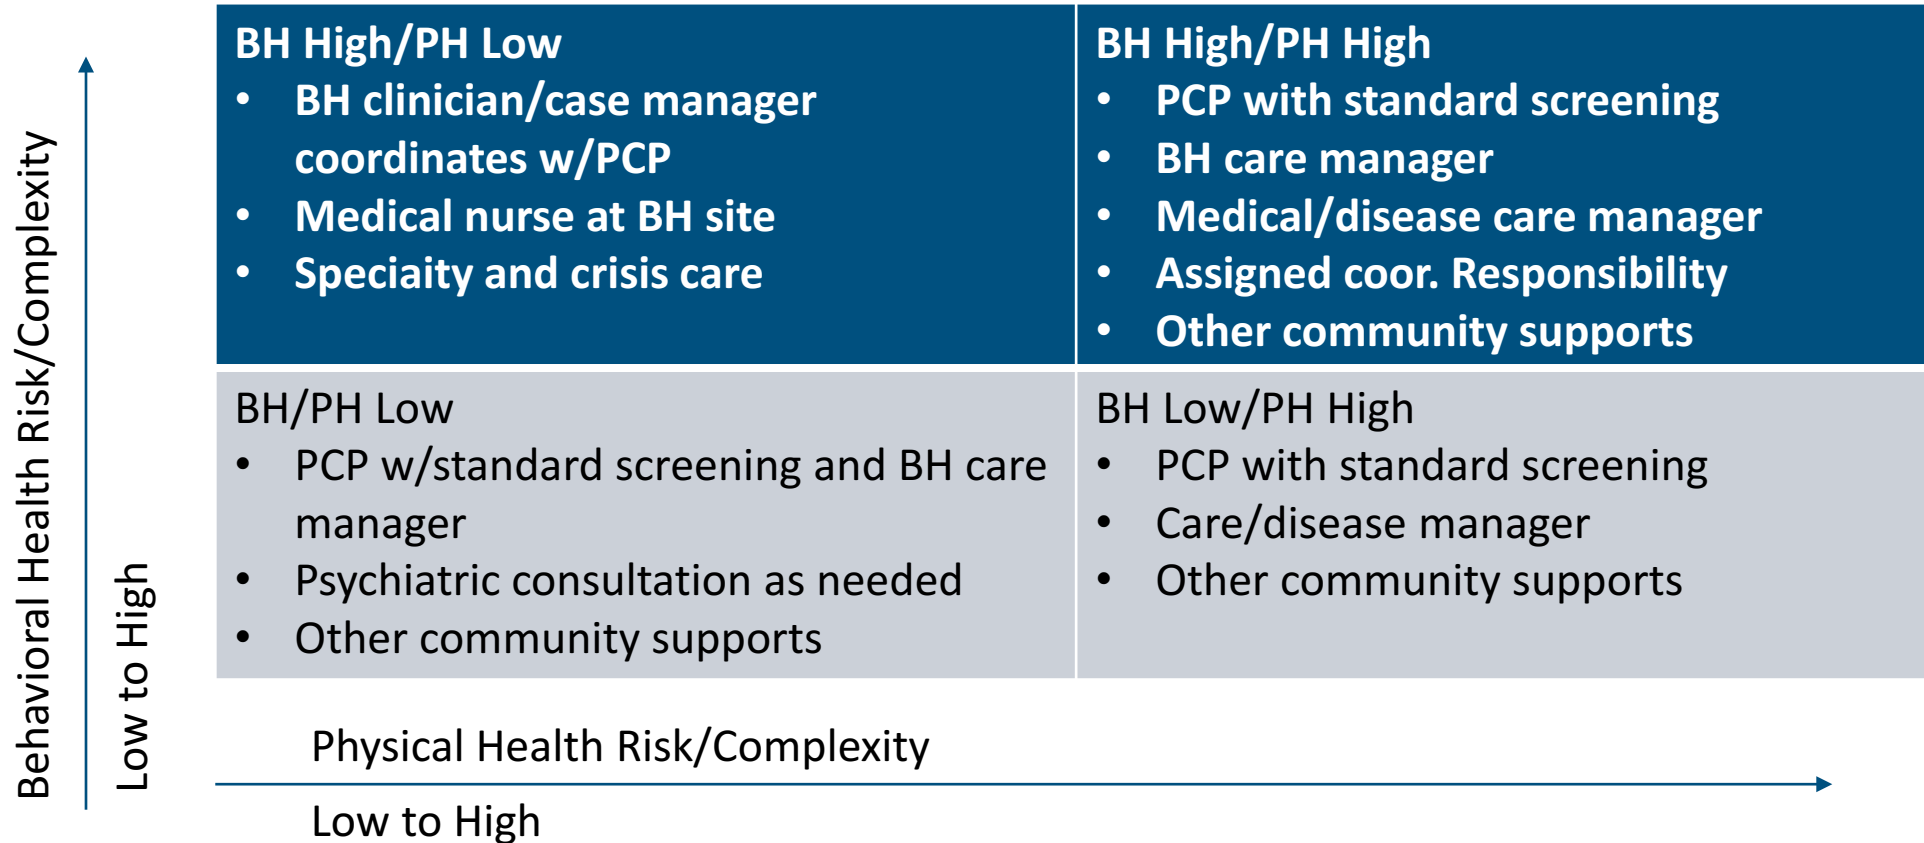 Behavioral Health Risk/Complexity
Low to High
BH High/PH Low
• BH clinician/case manager
coordinates w/PCP
• Medical nurse at BH site
• Speciaity and crisis care
BH High/PH High
• PCP with standard screening
• BH care manager
• Medical/disease care manager
• Assigned coor. Responsibility
• Other community supports
BH/PH Low
• PCP w/standard screening and BH care
manager
• Psychiatric consultation as needed
• Other community supports
BH Low/PH High
• PCP with standard screening
• Care/disease manager
• Other community supports
Physical Health Risk/Complexity
Low to High